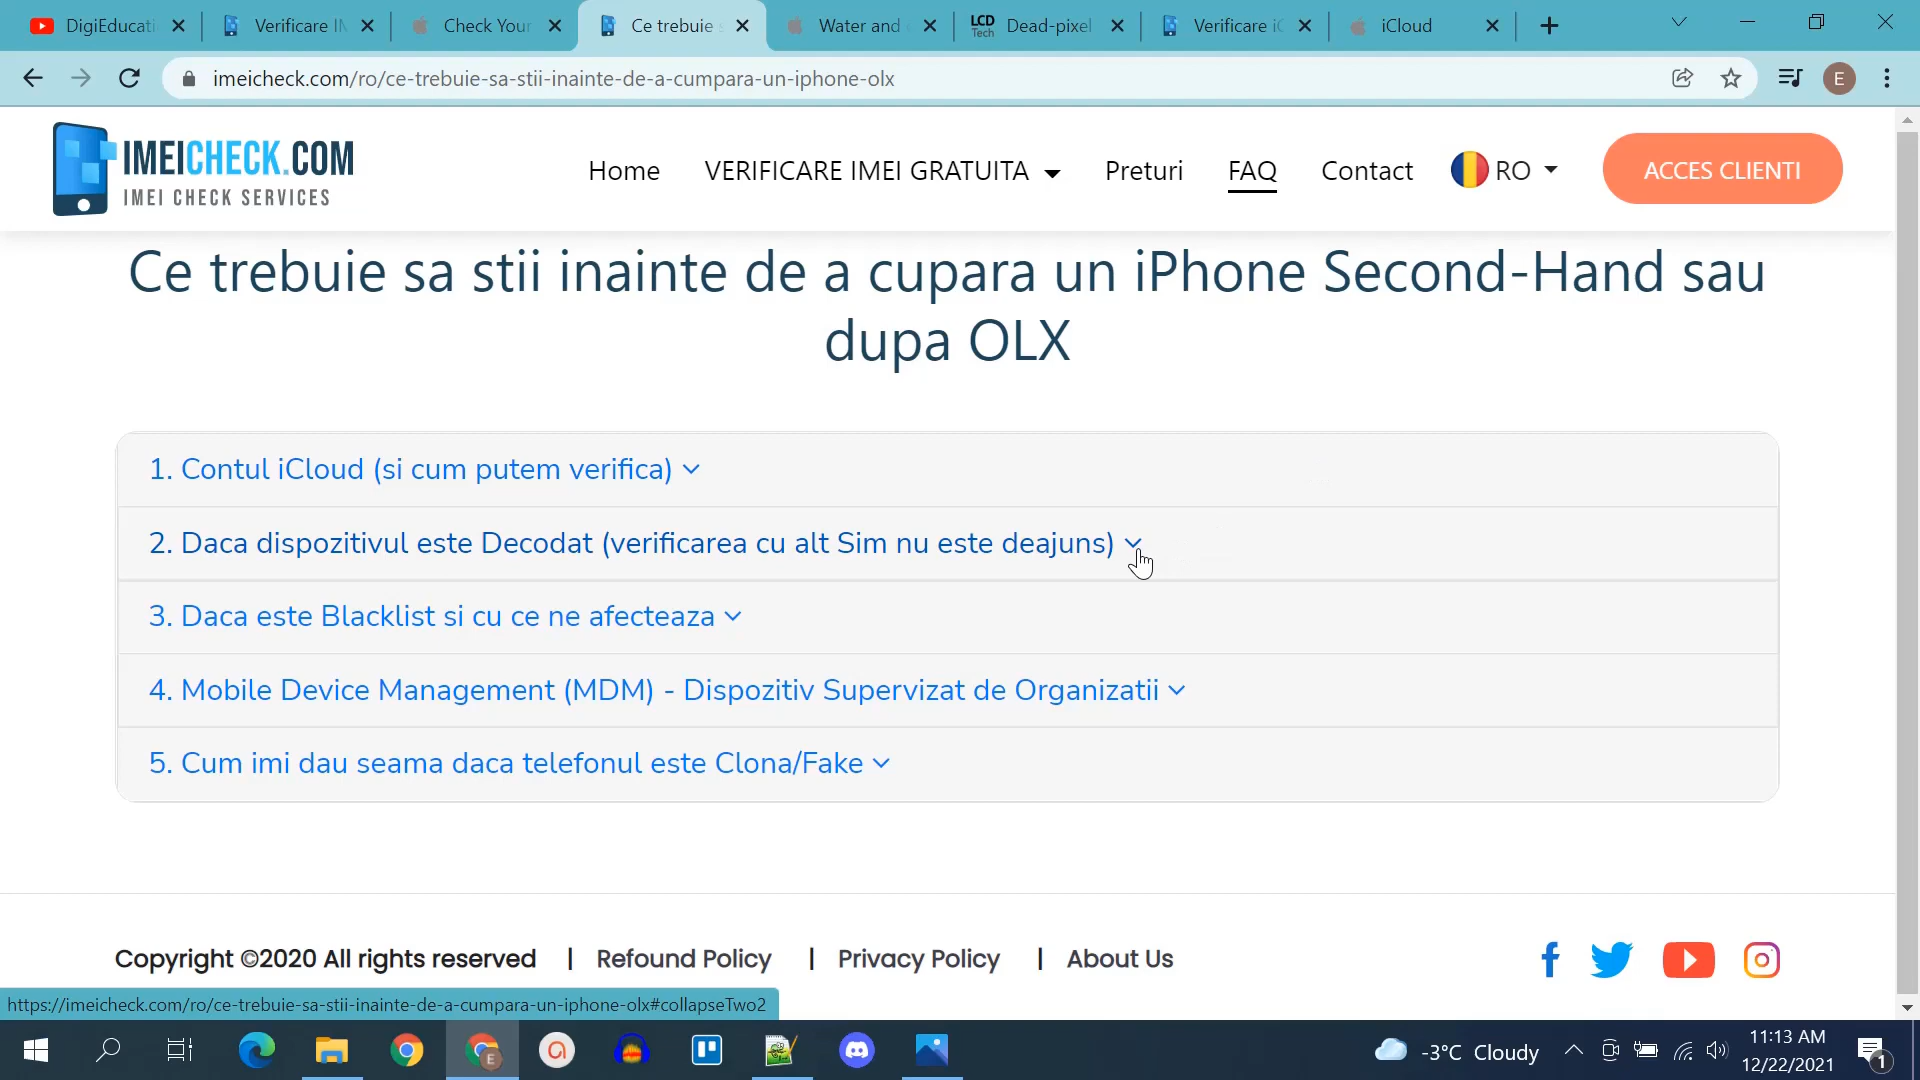 DigiEducati
Verificare IM
Check Your
Ce trebuie s
Water and
LCD Tech Dead-pixel
Verificare iC
iCloud
imeicheck.com/ro/ce-trebuie-sa-stii-inainte-de-a-cumpara-un-iphone-olx
E
IMEICHECK.COM
IMEI CHECK SERVICES
Home
VERIFICARE IMEI GRATUITA
Preturi
FAQ
Contact
RO
ACCES CLIENTI
Ce trebuie sa stii inainte de a cupara un iPhone Second-Hand sau
dupa OLX
1. Contul iCloud (si cum putem verifica)
2. Daca dispozitivul este Decodat (verificarea cu alt Sim nu este deajuns)
3. Daca este Blacklist si cu ce ne afecteaza
4. Mobile Device Management (MDM) - Dispozitiv Supervizat de Organizatii
5. Cum imi dau seama daca telefonul este Clona/Fake
Copyright ©2020 All rights reserved | Refound Policy | Privacy Policy | About Us
https://imeicheck.com/ro/ce-trebuie-sa-stii-inainte-de-a-cumpara-un-iphone-olx#collapseTwo2
E
-3°C Cloudy
11:13 AM
12/22/2021
1